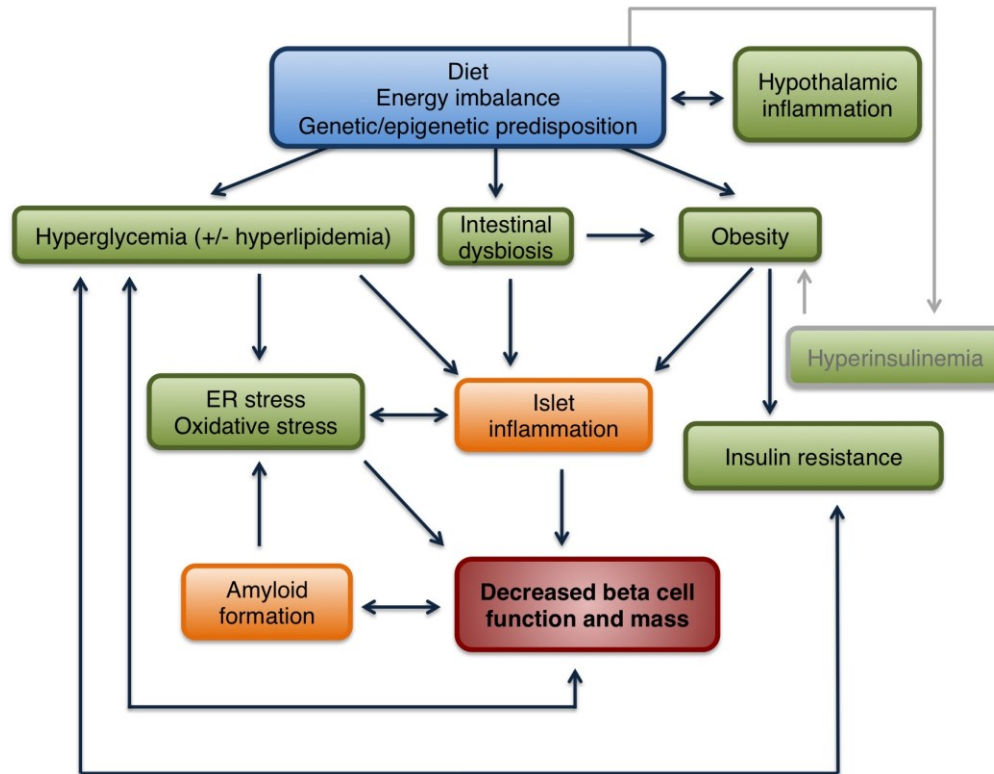 Diet
Energy imbalance
Genetic/epigenetic predisposition
Hypothalamic
inflammation
Hyperglycemia (+/- hyperlipidemia)
Intestinal
dysbiosis
Obesity
Hyperinsulinemia
ER stress
Oxidative stress
Islet
inflammation
Insulin resistance
Amyloid
formation
Decreased beta cell
function and mass